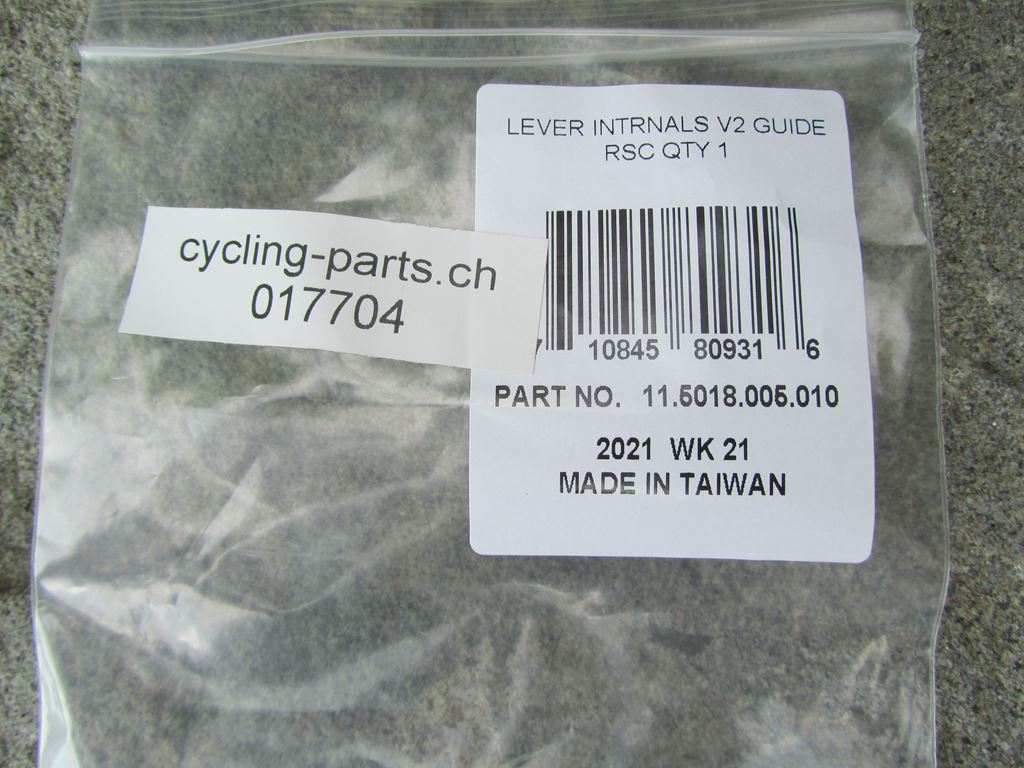 LEVER INTRNALS V2 GUIDE
RSC QTY 1
cycling-parts.ch
017704
10845 80931 6
PART NO. 11.5018.005.010
2021 WK 21
MADE IN TAIWAN